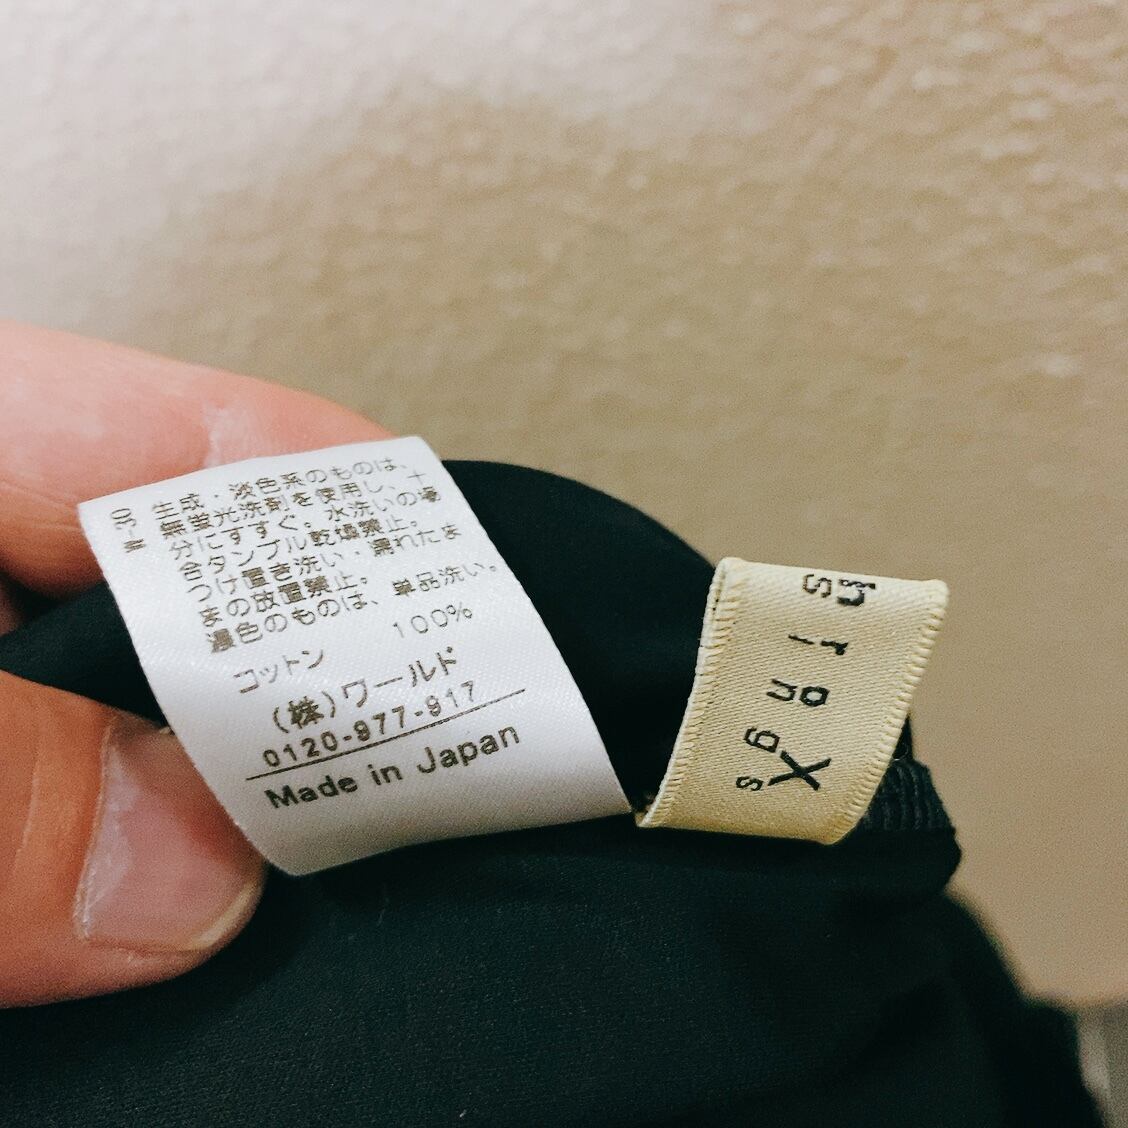 W-30
生成・淡色系のものは、
無蛍光洗剤を使用し、十
分にすすぐ。水洗いの場
合タンブル乾燥禁止。
つけ置き洗い・濡れたま
まの放置禁止。
濃色のものは、単品洗い。
100%
コットン
(株)ワールド
0120-977-917
Made in Japan